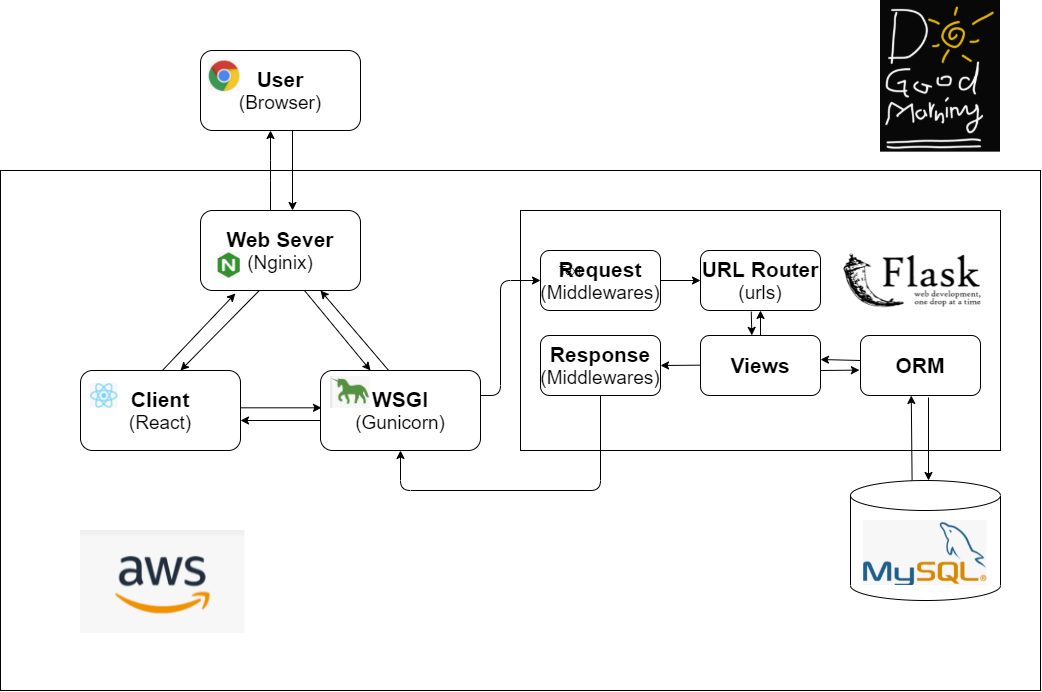 D
Good
Morning
User
(Browser)
Web Sever
(Nginix)
N
Request
(Middlewares)
URL Router
(urls)
Flask
web development,
one drop at a time
Response
(Middlewares)
Views
ORM
Client
(React)
WSGI
(Gunicorn)
MySQL®
aws